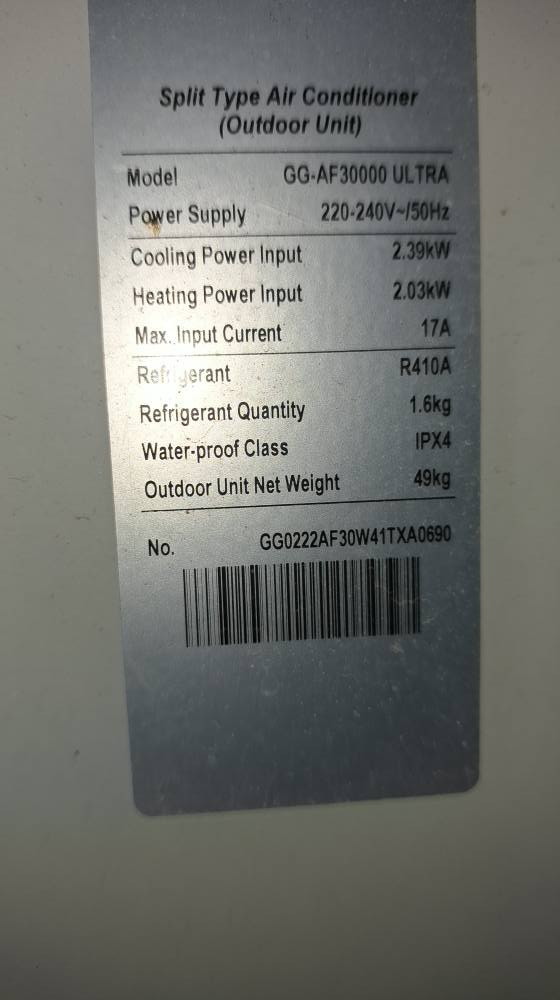 Split Type Air Conditioner
(Outdoor Unit)
Model GG-AF30000 ULTRA
Power Supply 220-240V~/50Hz
Cooling Power Input 2.39kW
Heating Power Input 2.03kW
Max. Input Current 17A
Refrigerant R410A
Refrigerant Quantity 1.6kg
Water-proof Class IPX4
Outdoor Unit Net Weight 49kg
No. GG0222AF30W41TXA0690